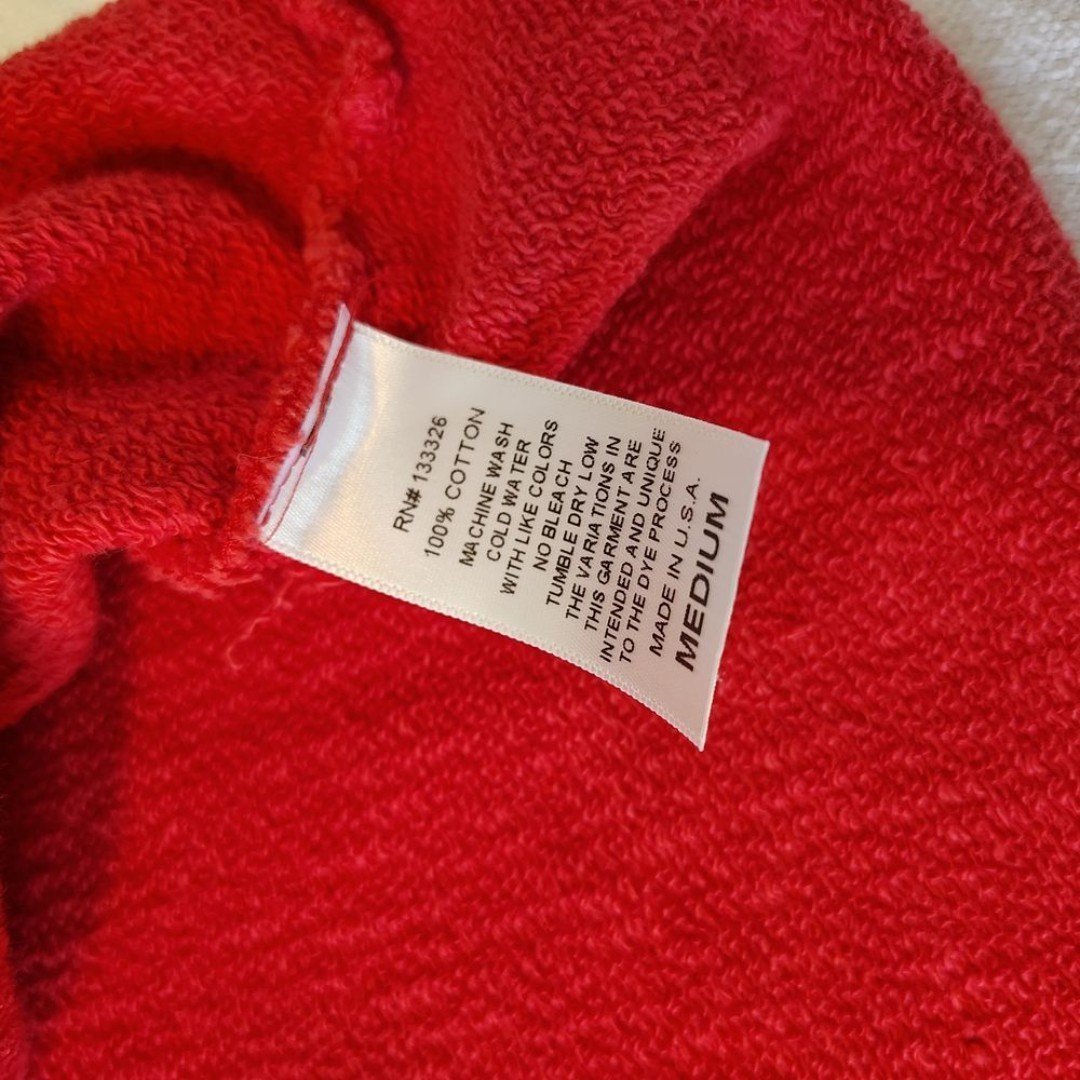 RN# 133326
100% COTTON
MACHINE WASH
COLD WATER
WITH LIKE COLORS
NO BLEACH
TUMBLE DRY LOW
THE VARIATIONS IN
THIS GARMENT ARE
INTENDED AND UNIQUE
TO THE DYE PROCESS
MADE IN U.S.A.
MEDIUM